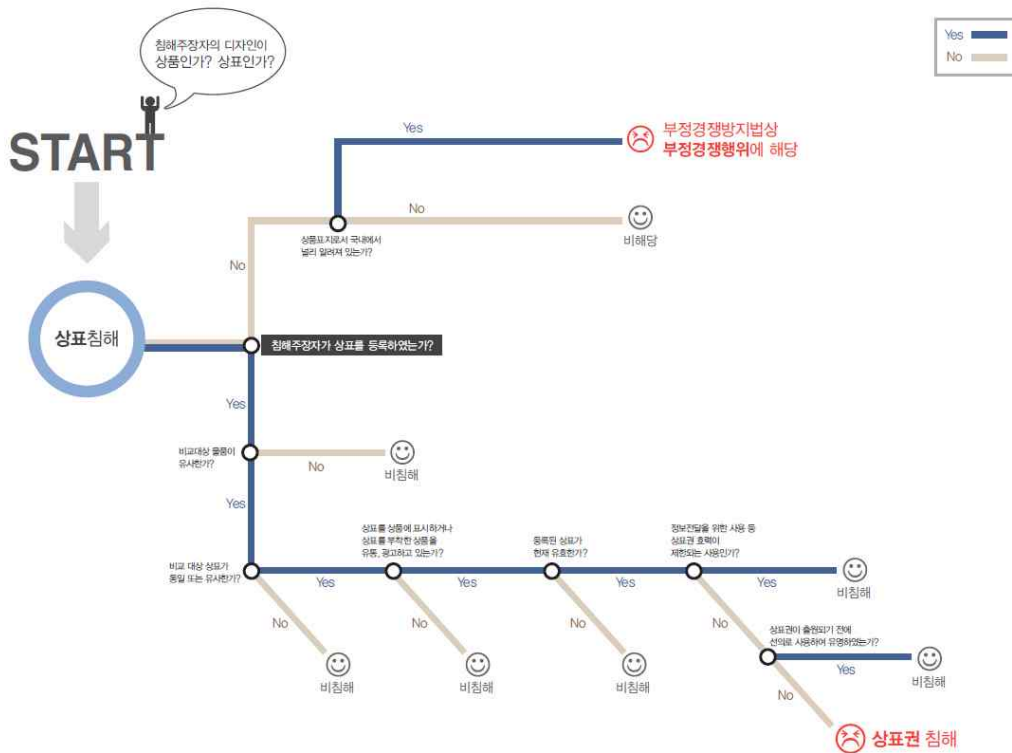 침해주장자의 디자인이
상품인가? 상표인가?
START
Yes
No
Yes
부정경쟁방지법상
부정경쟁행위에 해당
No
비해당
상품표지로서 국내에서
널리 알려져 있는가?
No
상표침해
침해주장자가 상표를 등록하였는가?
Yes
비교대상 물품이
유사한가?
No
비침해
Yes
비교 대상 상표가
동일 또는 유사한가?
상표를 상품에 표시하거나
상표를 부착한 상품을
유통, 광고하고 있는가?
등록된 상표가
현재 유효한가?
정보전달을 위한 사용 등
상표권 효력이
제한되는 사용인가?
Yes
Yes
Yes
Yes
비침해
No
No
No
No
비침해
비침해
비침해
상표권이 출원되기 전에
선의로 사용하여 유명하였는가?
Yes
비침해
No
상표권 침해